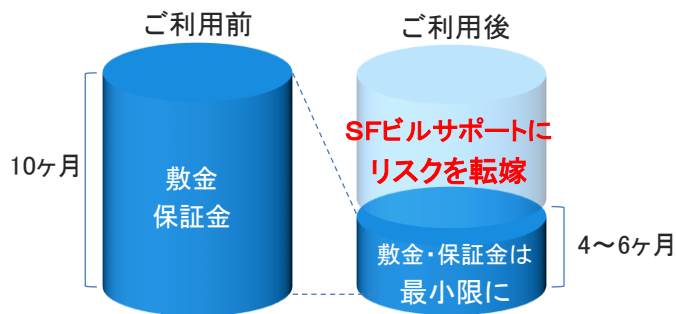 ご利用前
ご利用後
10ヶ月
敷金
保証金
SFビルサポートに
リスクを転嫁
敷金・保証金は
最小限に
4～6ヶ月